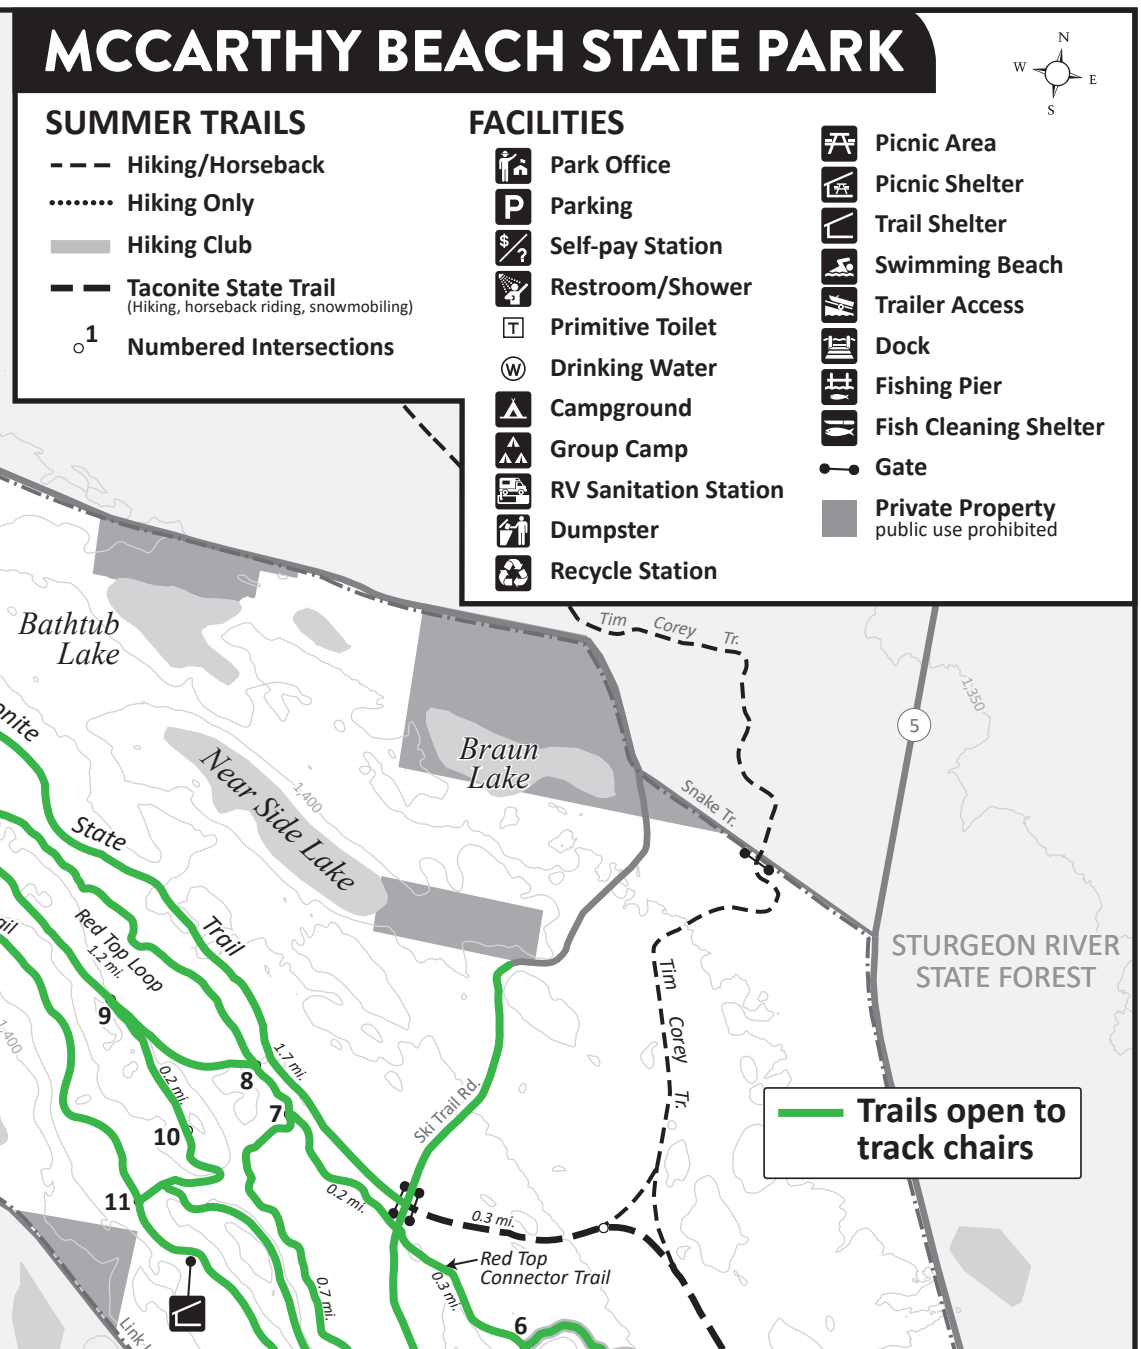 MCCARTHY BEACH STATE PARK
N
W
E
S
SUMMER TRAILS
Hiking/Horseback
Hiking Only
Hiking Club
Taconite State Trail
(Hiking, horseback riding, snowmobiling)
1
Numbered Intersections
FACILITIES
Park Office
P
Parking
$/?
Self-pay Station
Restroom/Shower
T
Primitive Toilet
W
Drinking Water
Campground
Group Camp
RV Sanitation Station
Dumpster
Recycle Station
Picnic Area
Picnic Shelter
Trail Shelter
Swimming Beach
Trailer Access
Dock
Fishing Pier
Fish Cleaning Shelter
Gate
Private Property
public use prohibited
Tim Corey Tr.
Bathtub
Lake
1,350
5
onite
Braun
Lake
Near Side Lake
1,400
Snake Tr.
State
Trail
ail
Red Top Loop
1.2 mi.
STURGEON RIVER
STATE FOREST
Tim Corey Tr.
9
1,400
1.7 mi.
8
0.2 mi.
7
Ski Trail Rd.
Trails open to
track chairs
10
11
0.2 mi.
0.3 mi.
Red Top
Connector Trail
0.3 mi.
0.7 mi.
6
Link